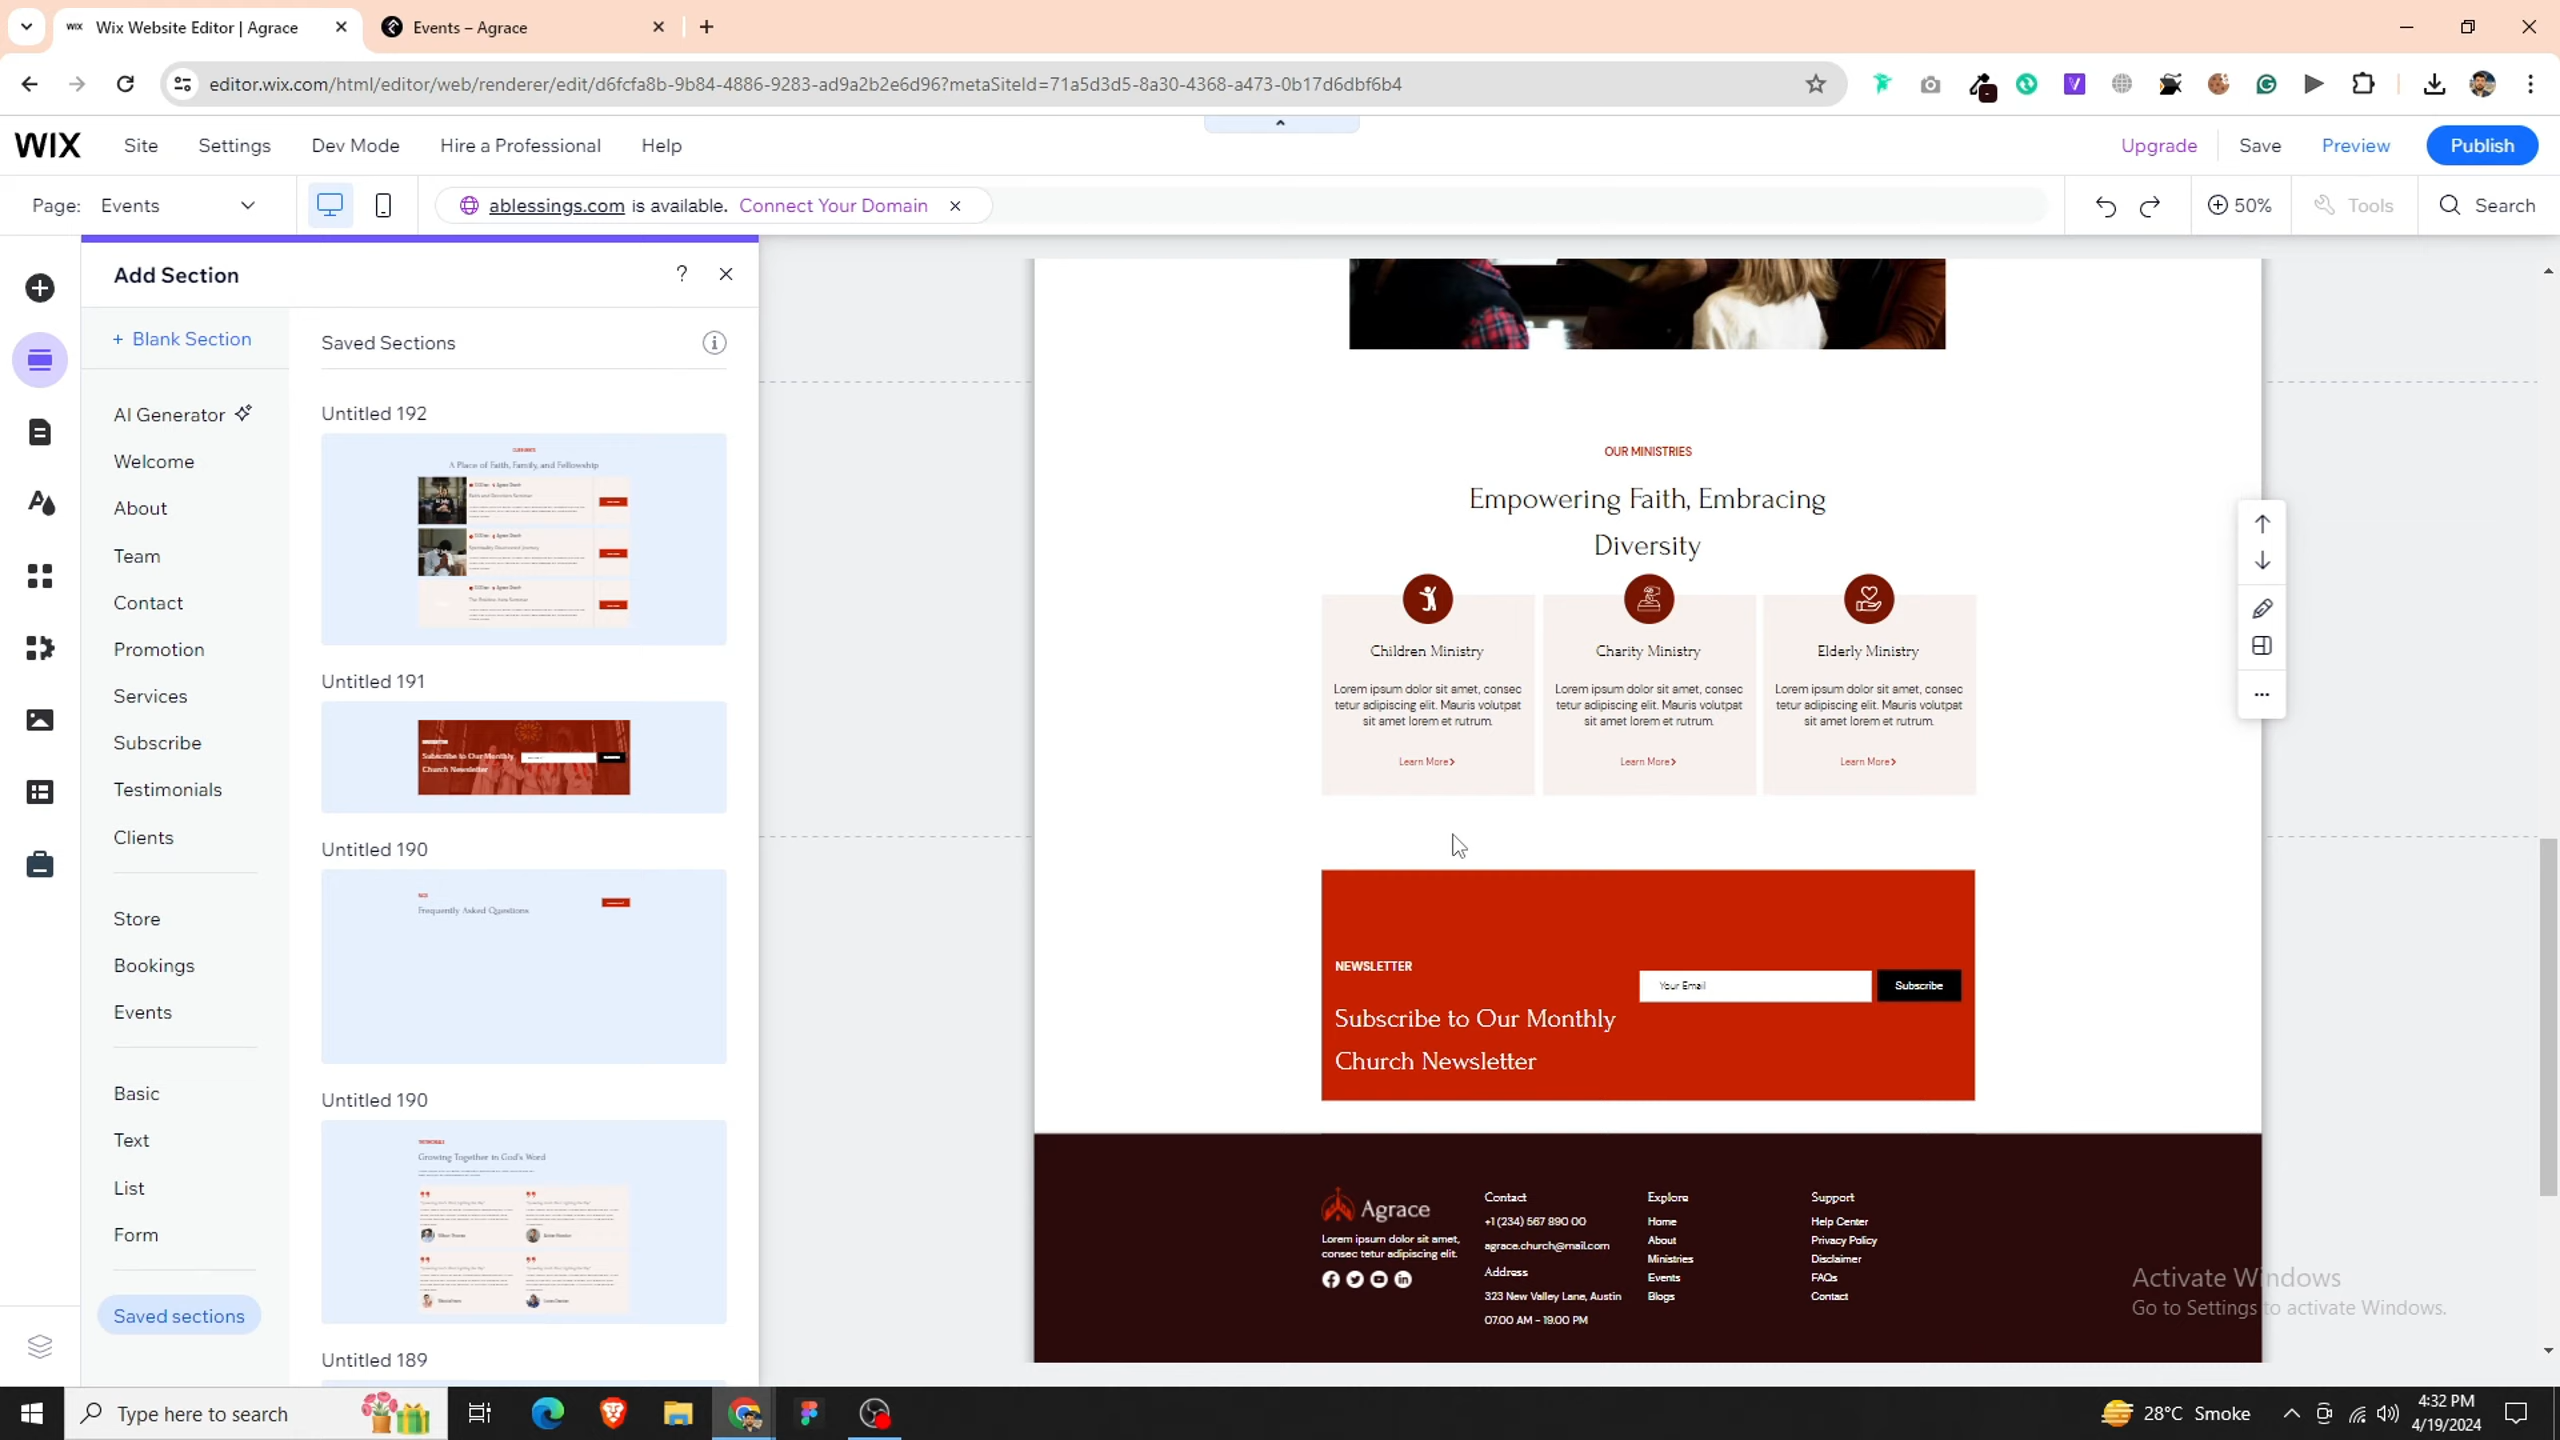 Wix Website Editor | Agrace
Events – Agrace
editor.wix.com/html/editor/web/renderer/edit/d6fcfa8b-9b84-4886-9283-ad9a2b2e6d96?metaSiteId=71a5d3d5-8a30-4368-a473-0b17d6dbf6b4
WIX
Site
Settings
Dev Mode
Hire a Professional
Help
Upgrade
Save
Preview
Publish
Page: Events
ablessings.com is available. Connect Your Domain
50%
Tools
Search
Add Section
?
+ Blank Section
AI Generator
Welcome
About
Team
Contact
Promotion
Services
Subscribe
Testimonials
Clients
Store
Bookings
Events
Basic
Text
List
Form
Saved sections
Saved Sections
Untitled 192
A Place of Faith, Family, and Fellowship
Untitled 191
Subscribe to Our Monthly
Church Newsletter
Untitled 190
Frequently Asked Questions
Untitled 190
Growing Together in God's Word
Untitled 189
OUR MINISTRIES
Empowering Faith, Embracing
Diversity
Children Ministry
Lorem ipsum dolor sit amet, consec
tetur adipiscing elit. Mauris volutpat
sit amet lorem et rutrum.
Learn More
Charity Ministry
Lorem ipsum dolor sit amet, consec
tetur adipiscing elit. Mauris volutpat
sit amet lorem et rutrum.
Learn More
Elderly Ministry
Lorem ipsum dolor sit amet, consec
tetur adipiscing elit. Mauris volutpat
sit amet lorem et rutrum.
Learn More
NEWSLETTER
Subscribe to Our Monthly
Church Newsletter
Your Email
Subscribe
Agrace
Lorem ipsum dolor sit amet,
consec tetur adipiscing elit.
Contact
+1 (234) 567 890 00
agrace.church@mail.com
Address
323 New Valley Lane, Austin
07.00 AM – 19.00 PM
Explore
Home
About
Ministries
Events
Blogs
Support
Help Center
Privacy Policy
Disclaimer
FAQs
Contact
Activate Windows
Go to Settings to activate Windows.
Type here to search
28°C Smoke
4:32 PM
4/19/2024